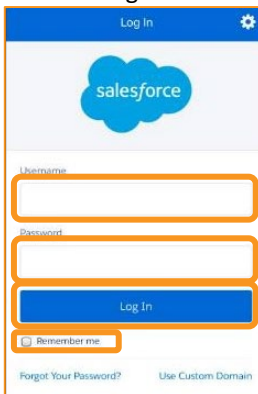 Log In
salesforce
Username
Password
Log In
Remember me
Forgot Your Password? Use Custom Domain